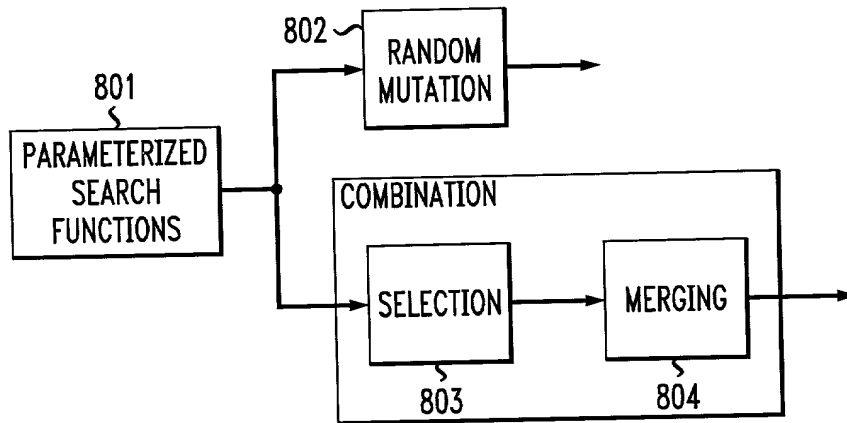 802
RANDOM
MUTATION
801
PARAMETERIZED
SEARCH
FUNCTIONS
COMBINATION
SELECTION
MERGING
803
804